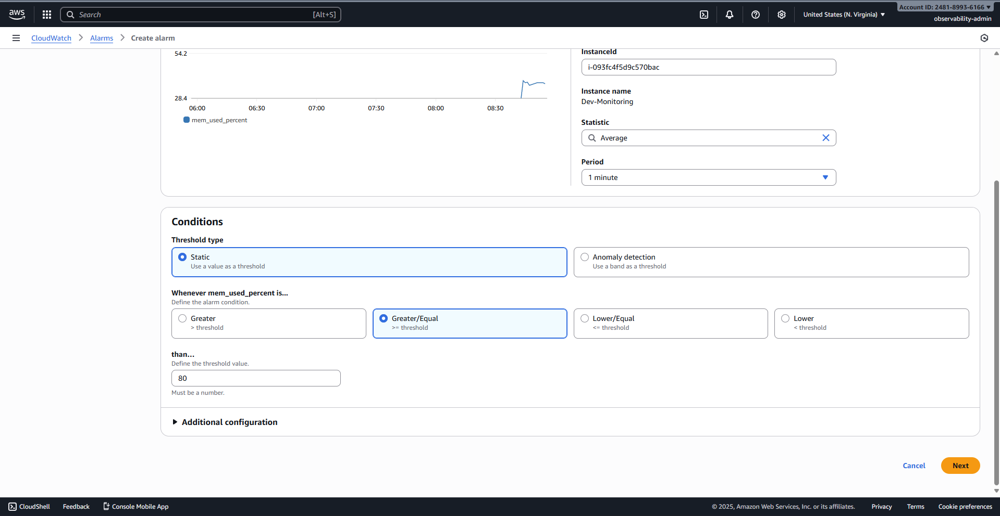 aws
Search
[Alt+S]
United States (N. Virginia)
Account ID: 2481-8993-6166
observability-admin
CloudWatch
Alarms
Create alarm
54.2
28.4
06:00
06:30
07:00
07:30
08:00
08:30
mem_used_percent
InstanceId
i-093fc4f5d9c570bac
Instance name
Dev-Monitoring
Statistic
Average
Period
1 minute
Conditions
Threshold type
Static
Use a value as a threshold
Anomaly detection
Use a band as a threshold
Whenever mem_used_percent is...
Define the alarm condition.
Greater
> threshold
Greater/Equal
>= threshold
Lower/Equal
<= threshold
Lower
< threshold
than...
Define the threshold value.
80
Must be a number.
Additional configuration
Cancel
Next
CloudShell
Feedback
Console Mobile App
© 2025, Amazon Web Services, Inc. or its affiliates.
Privacy
Terms
Cookie preferences